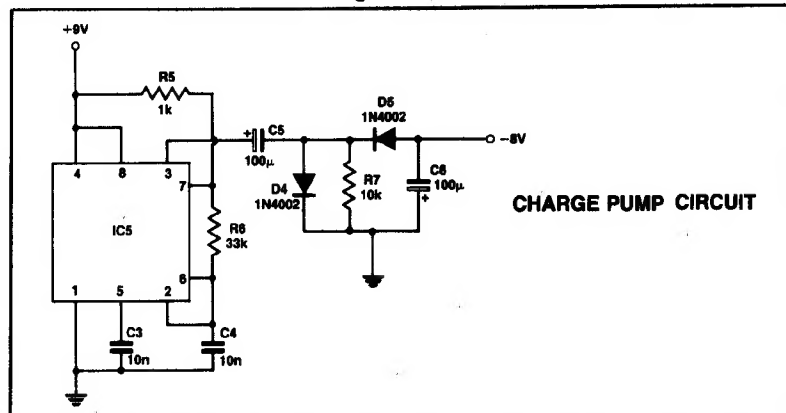 +9V
R5
1k
+
C5
100µ
D5
1N4002
−8V
4
8
3
7
D4
1N4002
R7
10k
C6
100µ
+
CHARGE PUMP CIRCUIT
IC5
R6
33k
6
1
5
2
C3
10n
C4
10n